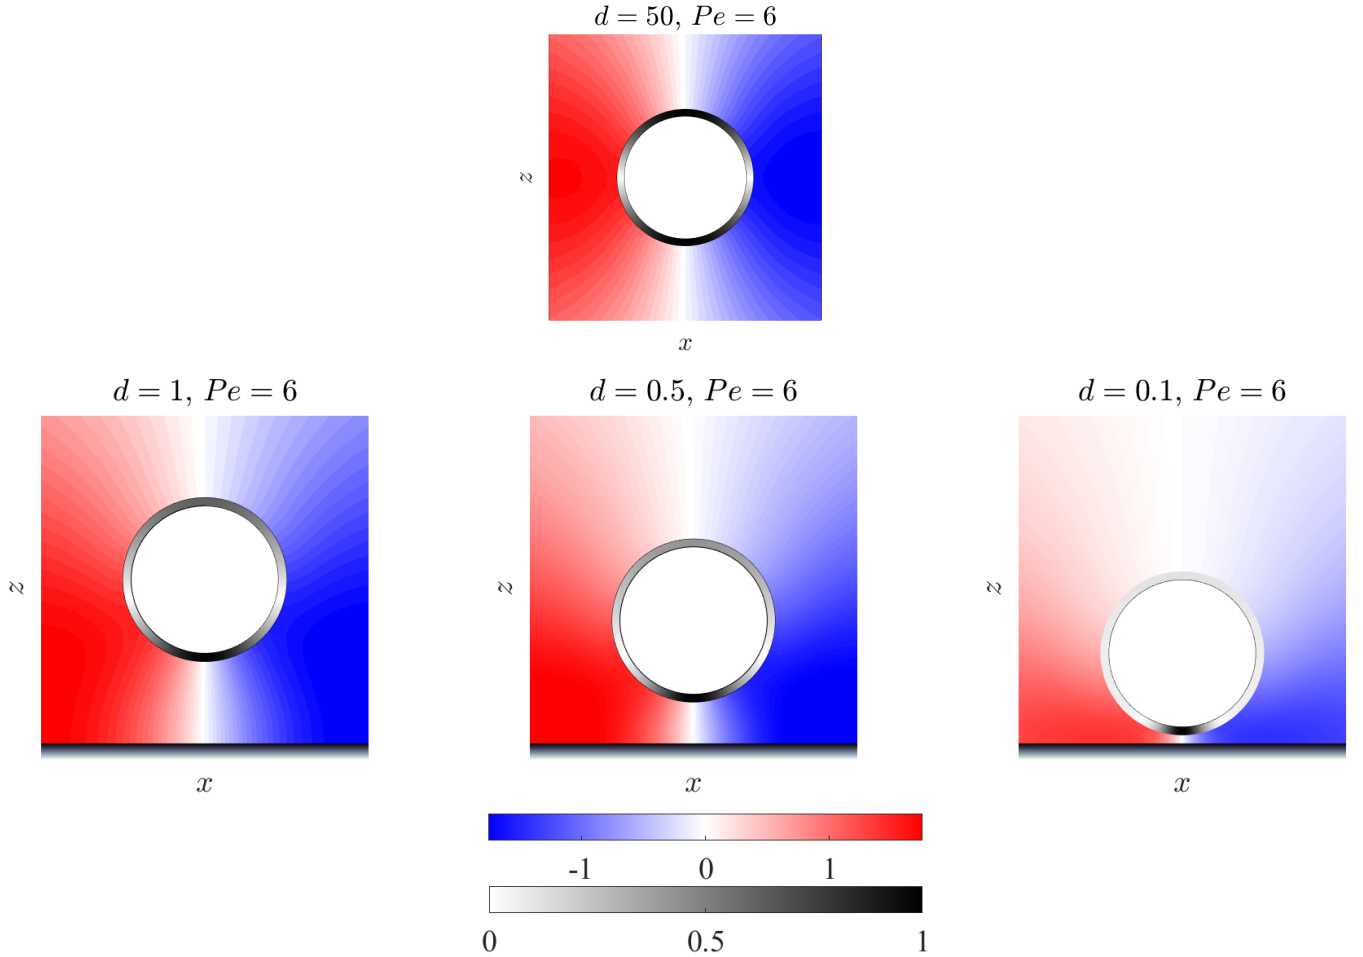 d = 50, Pe = 6
z
x
d = 1, Pe = 6
d = 0.5, Pe = 6
d = 0.1, Pe = 6
z
z
z
x
x
x
-1 0 1
0 0.5 1